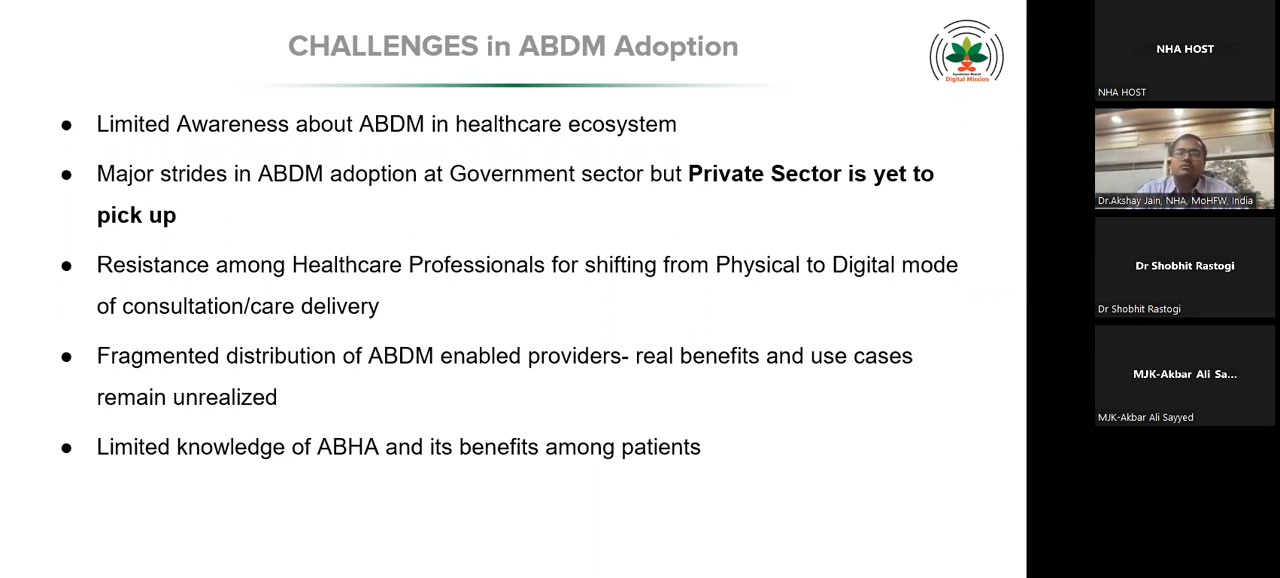 CHALLENGES in ABDM Adoption
Ayushman Bharat
Digital Mission
● Limited Awareness about ABDM in healthcare ecosystem
● Major strides in ABDM adoption at Government sector but Private Sector is yet to
pick up
● Resistance among Healthcare Professionals for shifting from Physical to Digital mode
of consultation/care delivery
● Fragmented distribution of ABDM enabled providers- real benefits and use cases
remain unrealized
● Limited knowledge of ABHA and its benefits among patients
NHA HOST
NHA HOST
Dr.Akshay Jain, NHA, MoHFW, India
Dr Shobhit Rastogi
Dr Shobhit Rastogi
MJK-Akbar Ali Sa...
MJK-Akbar Ali Sayyed